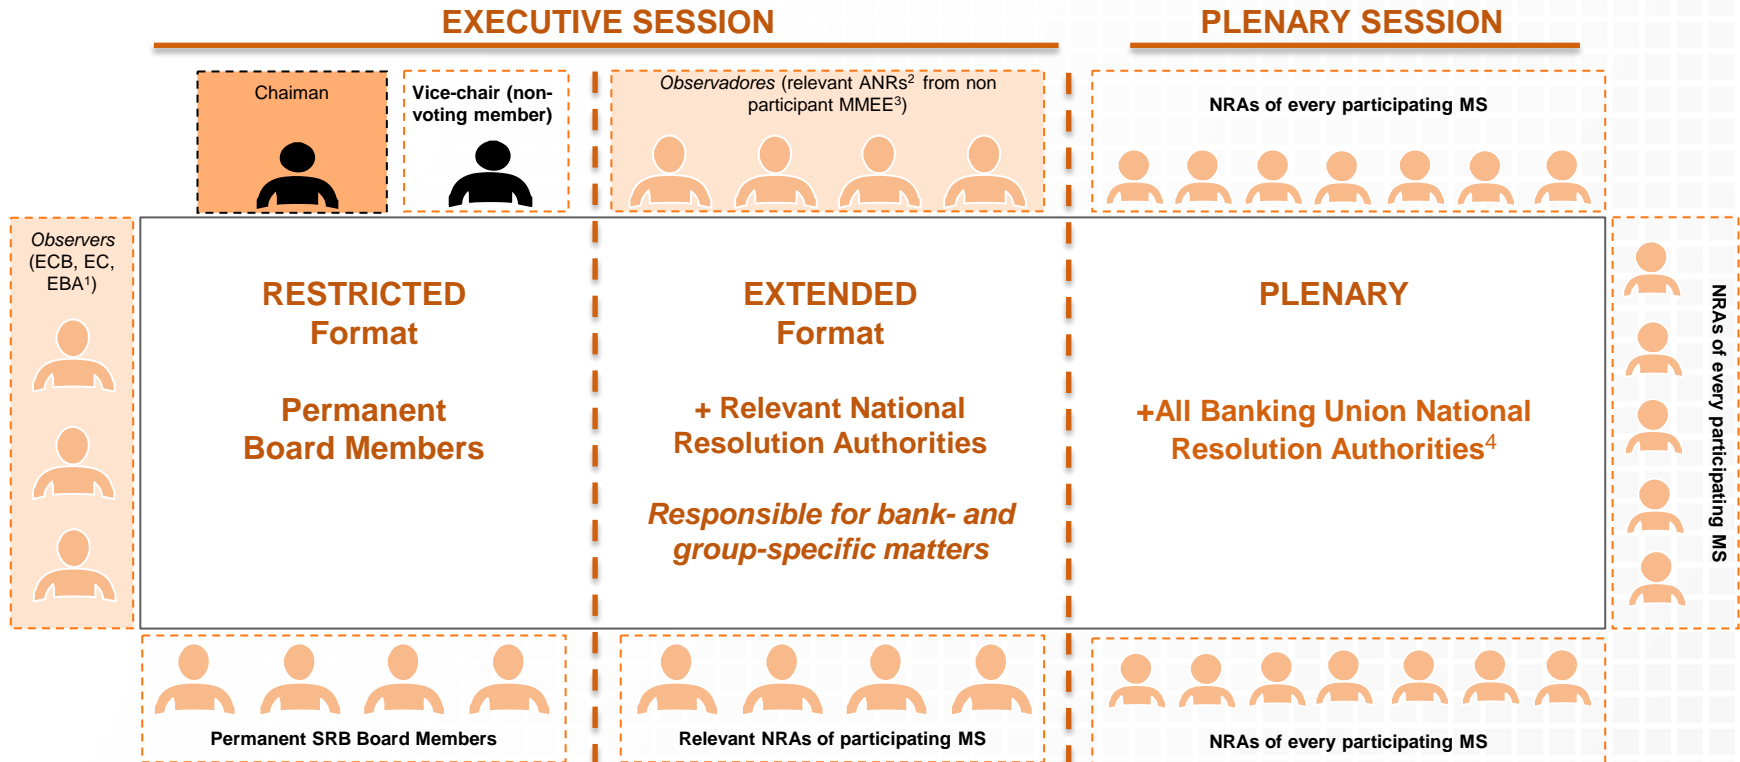 EXECUTIVE SESSION
PLENARY SESSION
Chaiman
Vice-chair (non-
voting member)
Observadores (relevant ANRs² from non
participant MMEE³)
NRAs of every participating MS
Observers
(ECB, EC,
EBA¹)
RESTRICTED
Format
Permanent
Board Members
EXTENDED
Format
+ Relevant National
Resolution Authorities
Responsible for bank- and
group-specific matters
PLENARY
+All Banking Union National
Resolution Authorities⁴
NRAs of every participating MS
Permanent SRB Board Members
Relevant NRAs of participating MS
NRAs of every participating MS